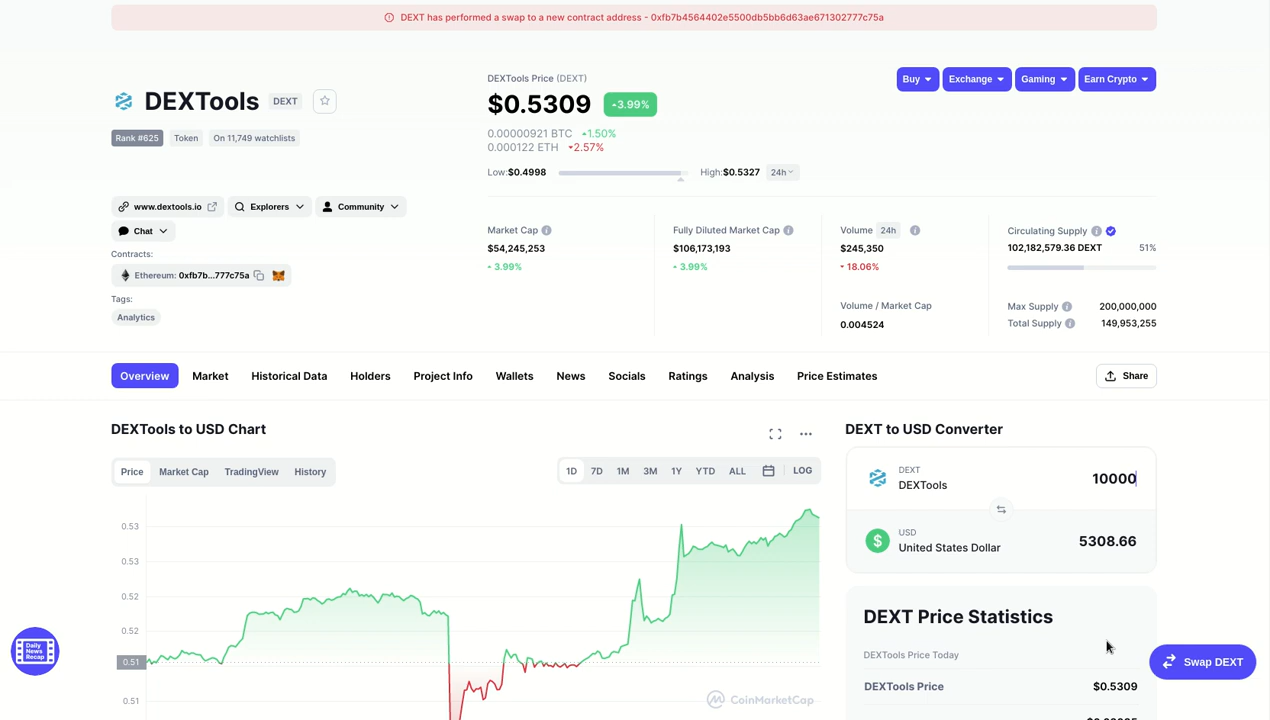 DEXT has performed a swap to a new contract address - 0xfb7b4564402e5500db5bb6d63ae671302777c75a
DEXTools DEXT
Rank #625 Token On 11,749 watchlists
www.dextools.io Explorers Community
Chat
Contracts:
Ethereum: 0xfb7b...777c75a
Tags:
Analytics
DEXTools Price (DEXT)
$0.5309 3.99%
0.00000921 BTC 1.50%
0.000122 ETH 2.57%
Low:$0.4998 High:$0.5327 24h
Buy Exchange Gaming Earn Crypto
Market Cap
$54,245,253
3.99%
Fully Diluted Market Cap
$106,173,193
3.99%
Volume 24h
$245,350
18.06%
Volume / Market Cap
0.004524
Circulating Supply
102,182,579.36 DEXT 51%
Max Supply 200,000,000
Total Supply 149,953,255
Overview Market Historical Data Holders Project Info Wallets News Socials Ratings Analysis Price Estimates Share
DEXTools to USD Chart
Price Market Cap TradingView History
1D 7D 1M 3M 1Y YTD ALL LOG
0.53
0.53
0.52
0.52
0.51
0.51
CoinMarketCap
Daily
News
Recap
DEXT to USD Converter
DEXT
DEXTools 10000
USD
United States Dollar 5308.66
DEXT Price Statistics
DEXTools Price Today
DEXTools Price $0.5309
Swap DEXT